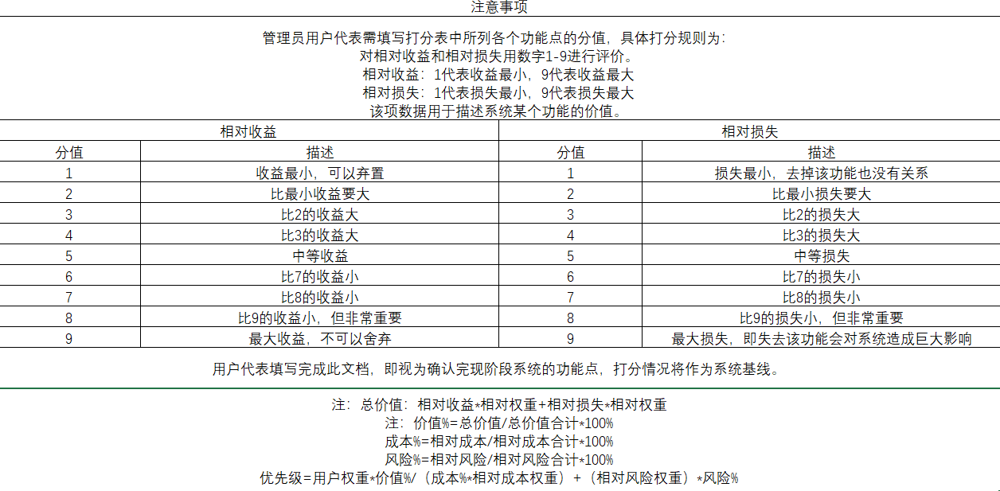 注意事项
管理员用户代表需填写打分表中所列各个功能点的分值，具体打分规则为：
对相对收益和相对损失用数字1-9进行评价。
相对收益：1代表收益最小，9代表收益最大
相对损失：1代表损失最小，9代表损失最大
该项数据用于描述系统某个功能的价值。
相对收益 相对损失
分值 描述 分值 描述
1 收益最小，可以弃置 1 损失最小，去掉该功能也没有关系
2 比最小收益要大 2 比最小损失要大
3 比2的收益大 3 比2的损失大
4 比3的收益大 4 比3的损失大
5 中等收益 5 中等损失
6 比7的收益小 6 比7的损失小
7 比8的收益小 7 比8的损失小
8 比9的收益小，但非常重要 8 比9的损失小，但非常重要
9 最大收益，不可以舍弃 9 最大损失，即失去该功能会对系统造成巨大影响
用户代表填写完成此文档，即视为确认完现阶段系统的功能点，打分情况将作为系统基线。
注：总价值：相对收益*相对权重+相对损失*相对权重
注：价值%=总价值/总价值合计*100%
成本%=相对成本/相对成本合计*100%
风险%=相对风险/相对风险合计*100%
优先级=用户权重*价值%/（成本%*相对成本权重）+（相对风险权重）*风险%